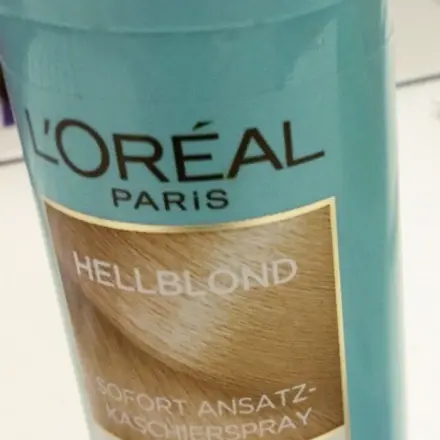 L'ORÉAL
PARiS
HELLBLOND
SOFORT ANSATZ-
KASCHIERSPRAY